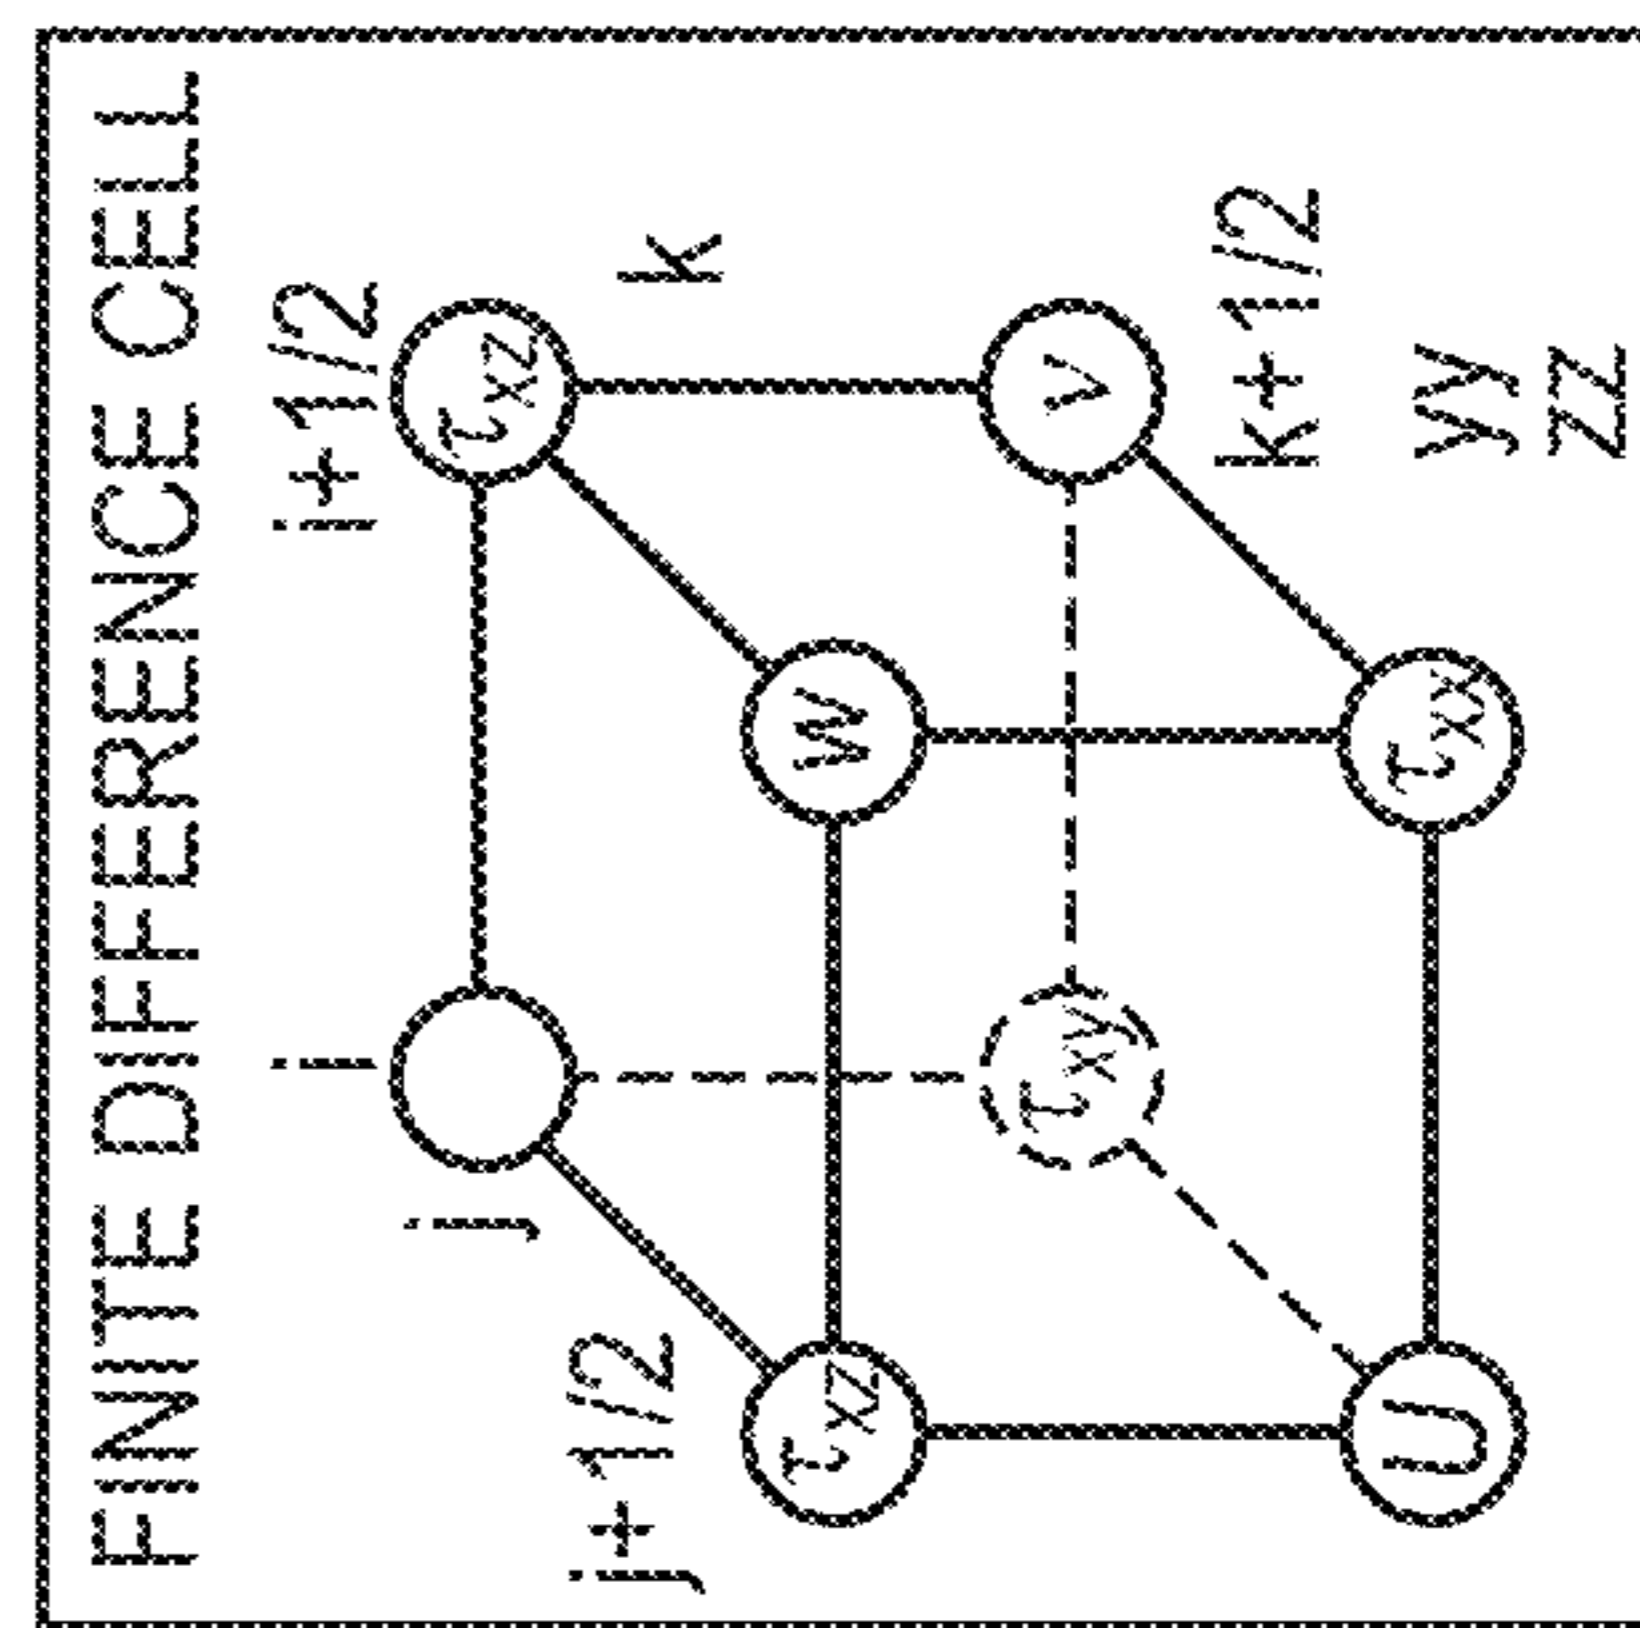 FINITE DIFFERENCE CELL
i i+1/2
j τxz
j+1/2 k
τxz w
τxy v
k+1/2
U τxx yy
zz